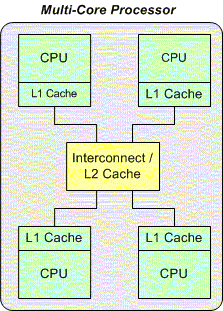 Multi-Core Processor
CPU
CPU
L1 Cache
L1 Cache
Interconnect /
L2 Cache
L1 Cache
L1 Cache
CPU
CPU